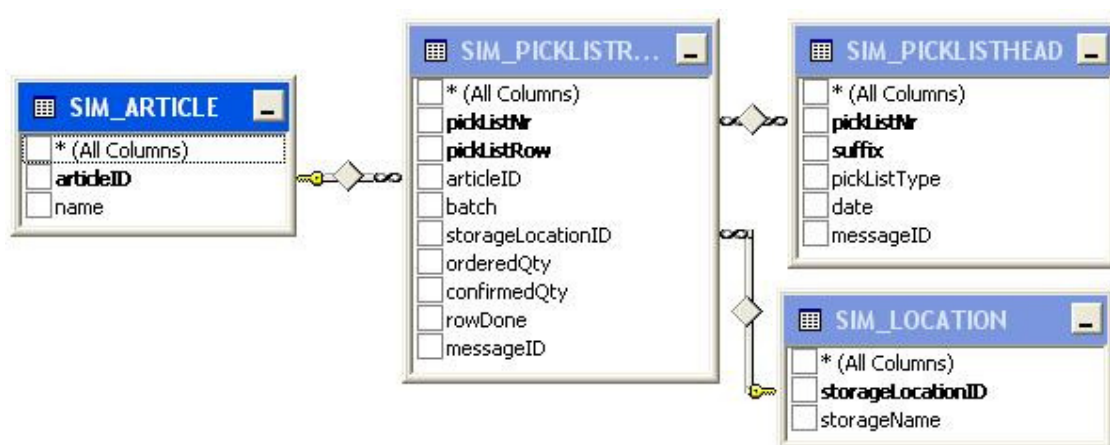 SIM_ARTICLE
* (All Columns)
articleID
name
SIM_PICKLISTR...
* (All Columns)
pickListNr
pickListRow
articleID
batch
storageLocationID
orderedQty
confirmedQty
rowDone
messageID
SIM_PICKLISTHEAD
* (All Columns)
pickListNr
suffix
pickListType
date
messageID
SIM_LOCATION
* (All Columns)
storageLocationID
storageName